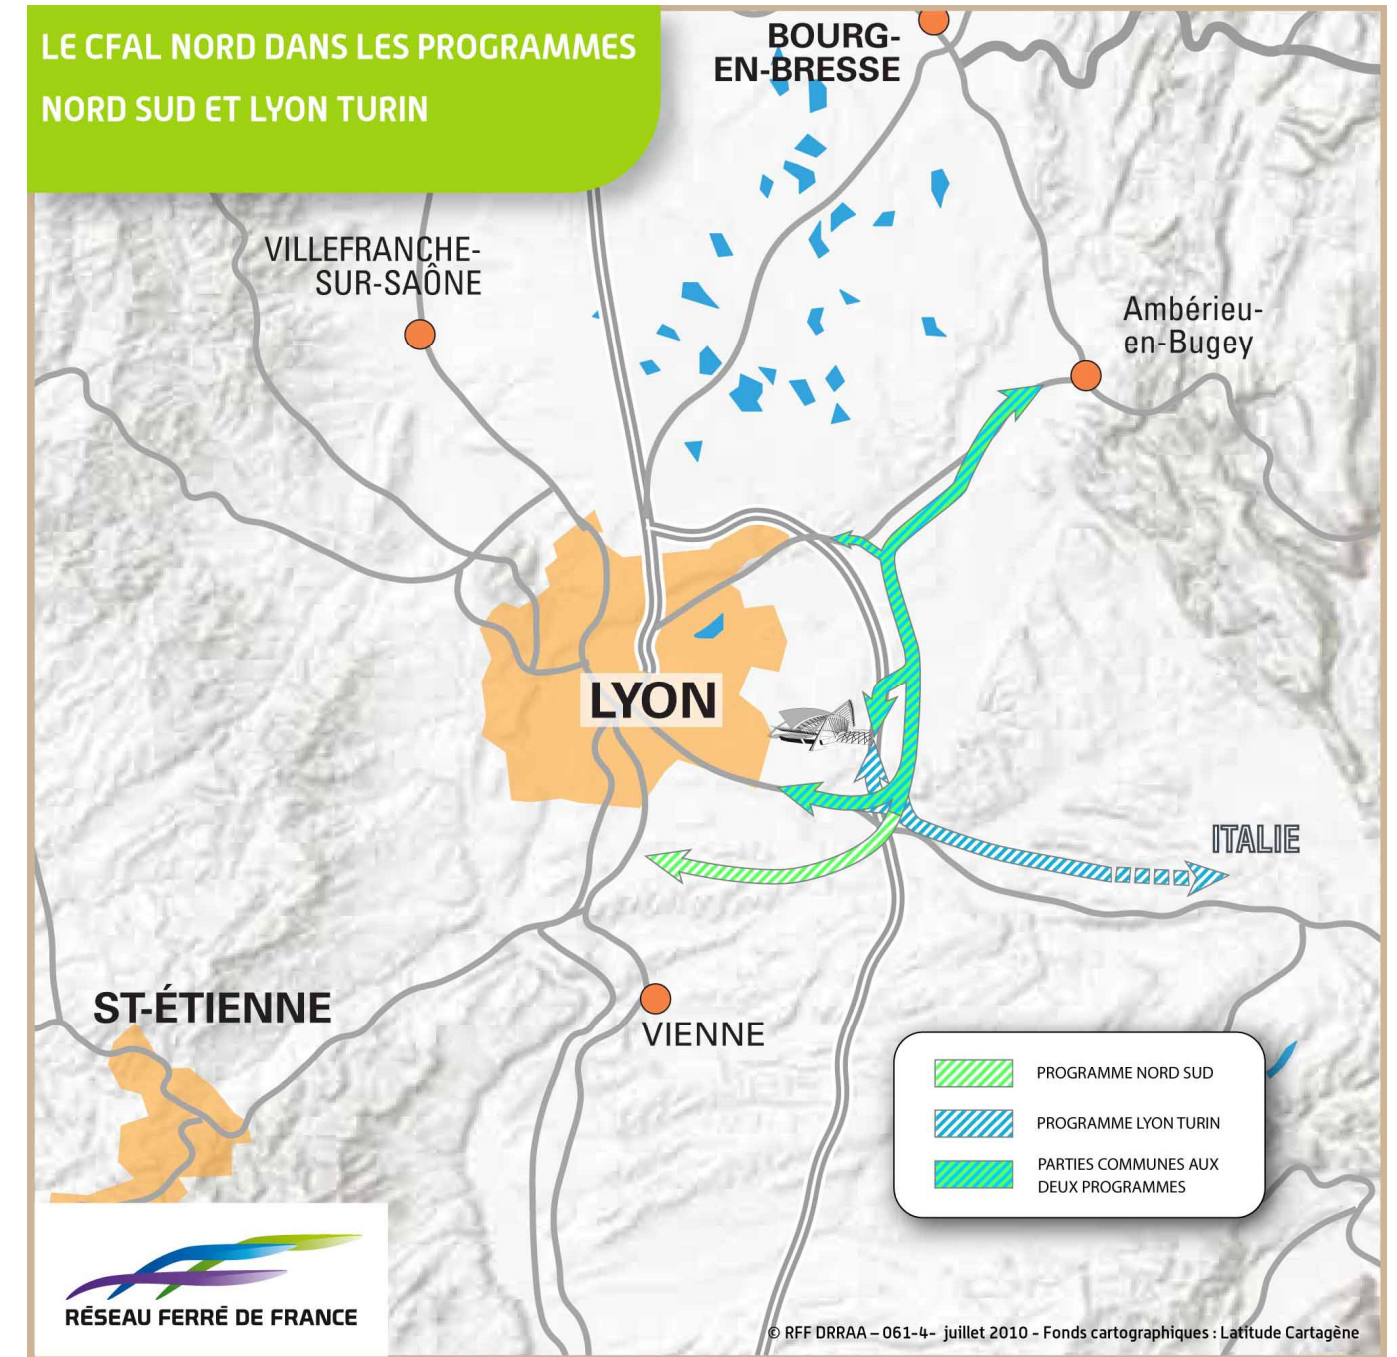 LE CFAL NORD DANS LES PROGRAMMES
NORD SUD ET LYON TURIN
BOURG-
EN-BRESSE
VILLEFRANCHE-
SUR-SAÔNE
Ambérieu-
en-Bugey
LYON
ITALIE
ST-ÉTIENNE
VIENNE
PROGRAMME NORD SUD
PROGRAMME LYON TURIN
PARTIES COMMUNES AUX
DEUX PROGRAMMES
RÉSEAU FERRÉ DE FRANCE
© RFF DRRAA – 061-4- juillet 2010 - Fonds cartographiques : Latitude Cartagène